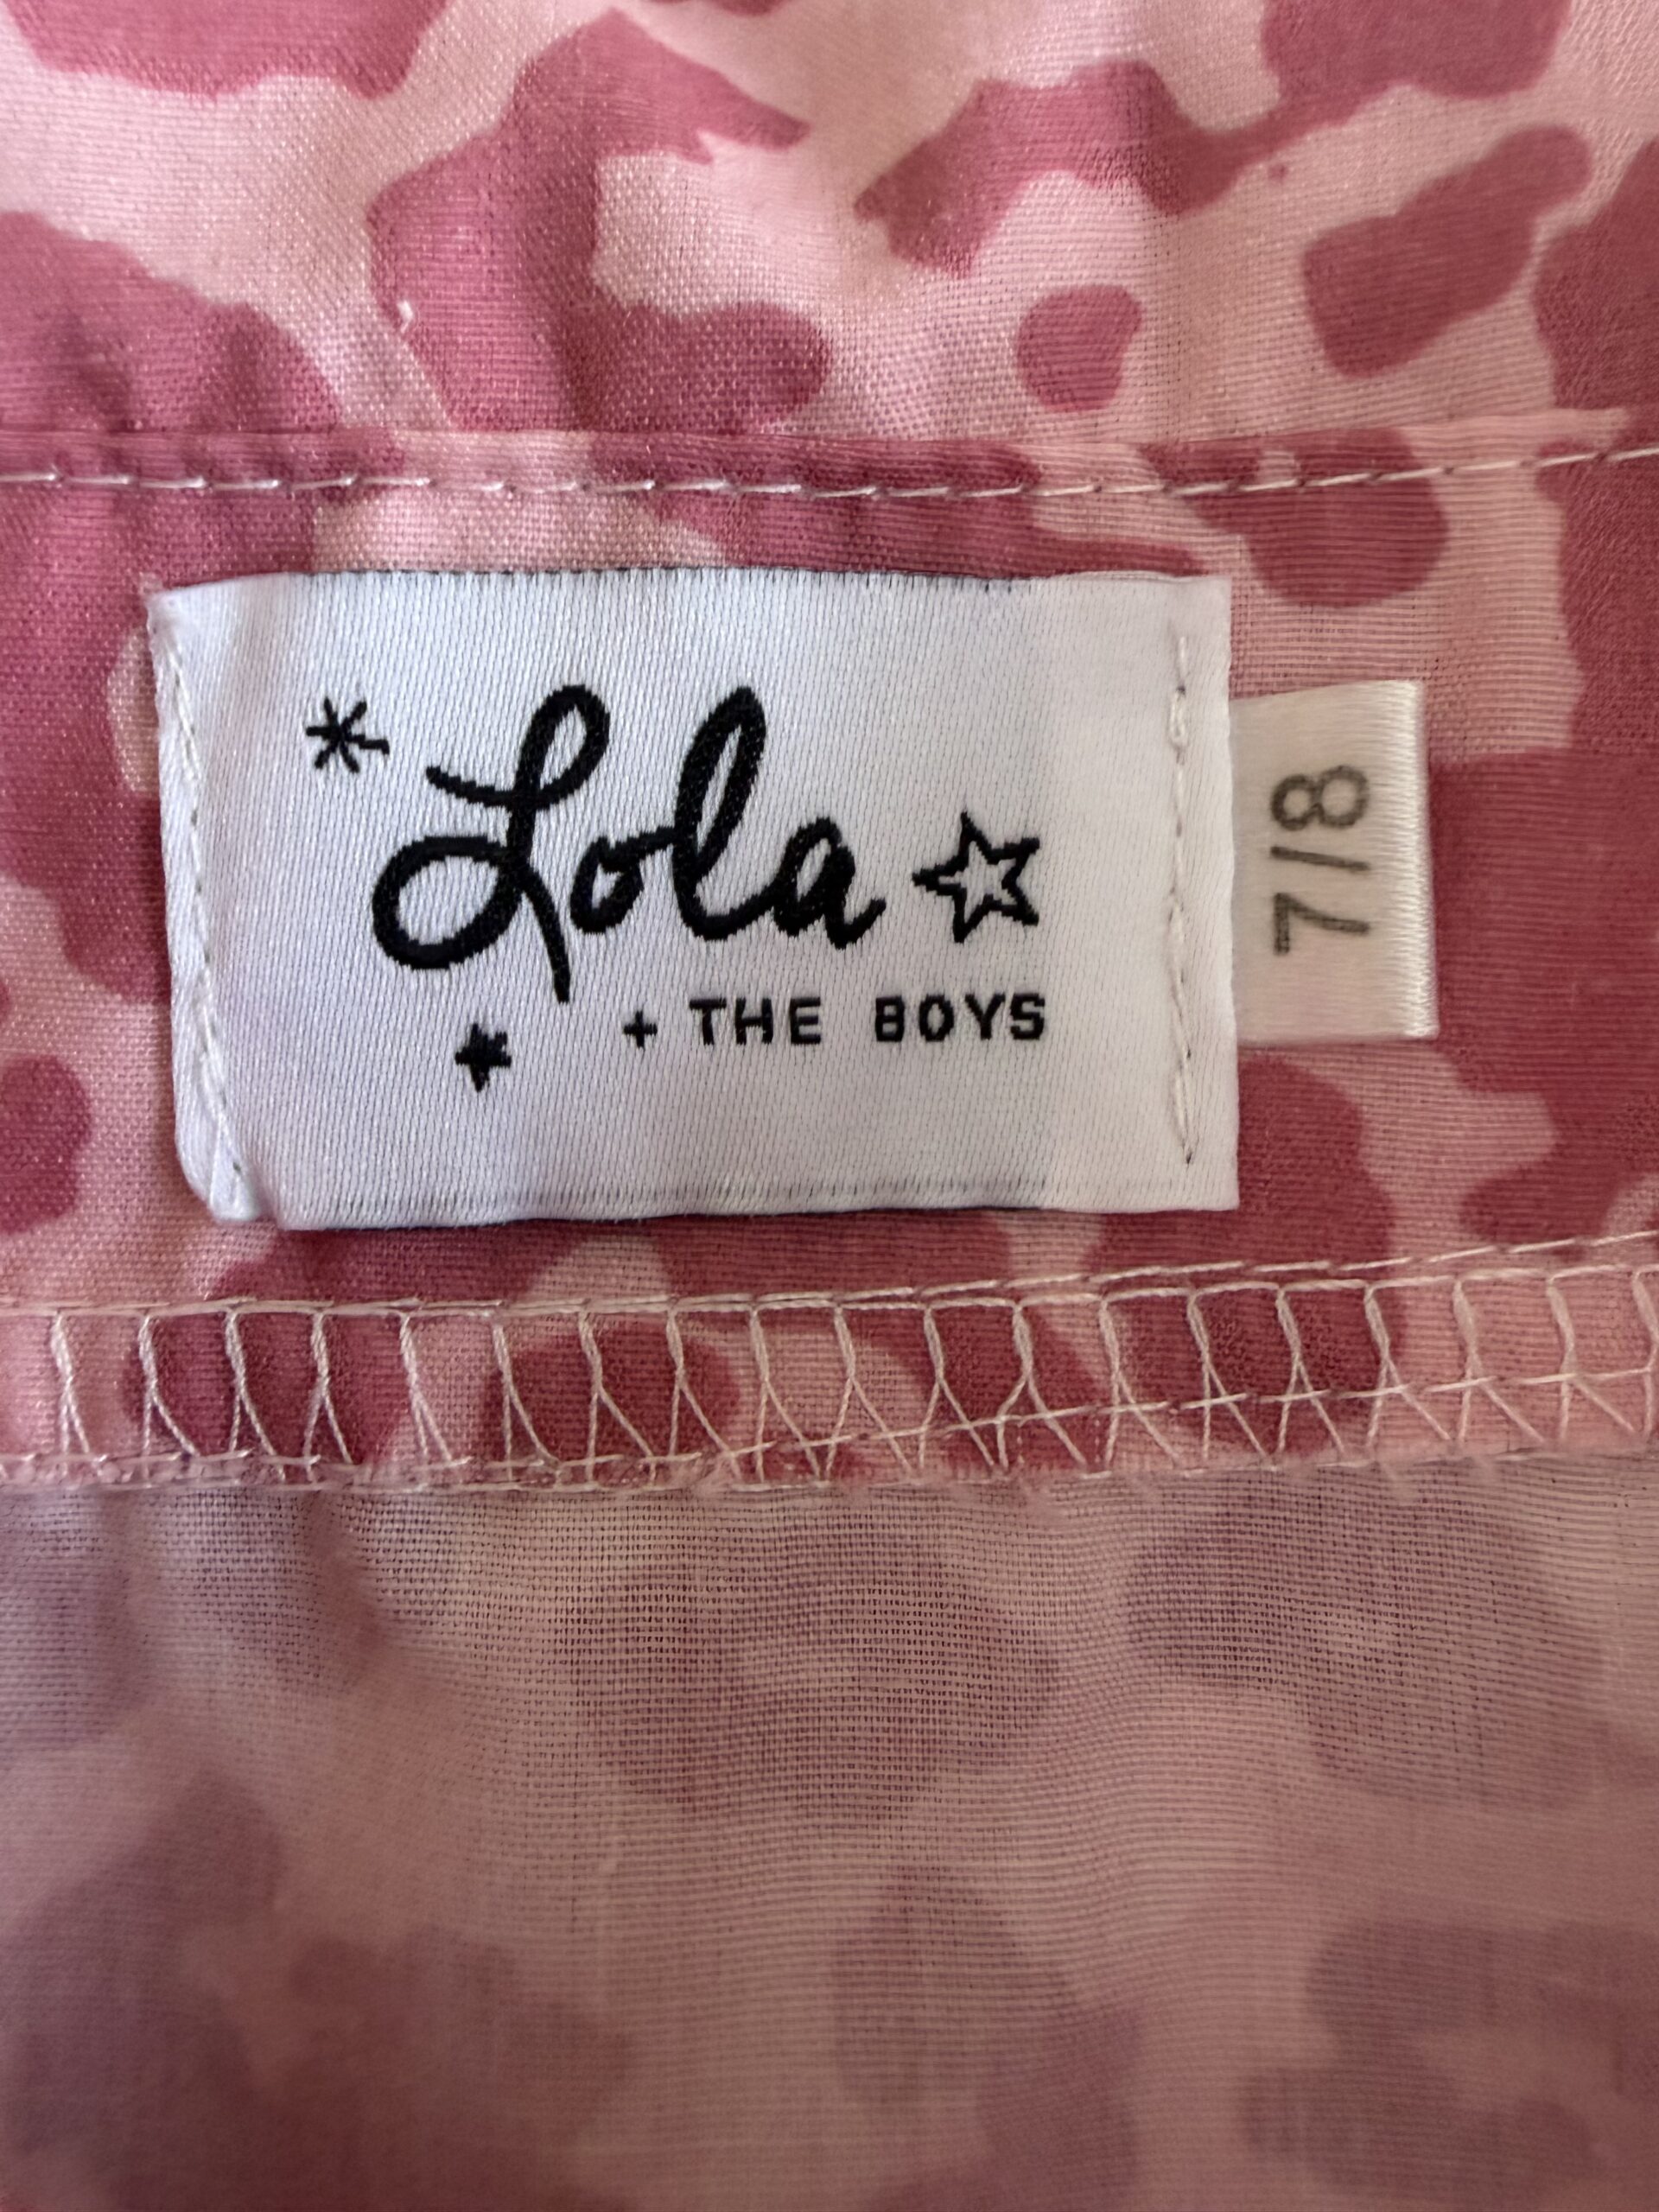 Lola
+ THE BOYS
7/8